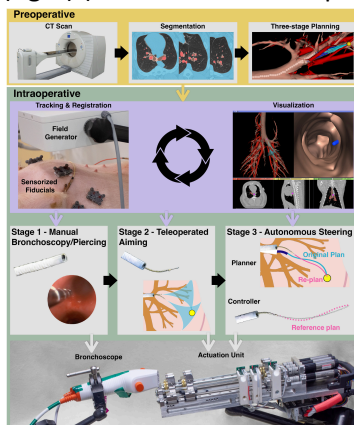 Preoperative
CT Scan
Segmentation
Three-stage Planning
Intraoperative
Tracking & Registration
Visualization
Field
Generator
Sensorized
Fiducials
Stage 1 - Manual
Bronchoscopy/Piercing
Stage 2 - Teleoperated
Aiming
Stage 3 - Autonomous Steering
Planner
Original Plan
Re-plan
Controller
Reference plan
Bronchoscope
Actuation Unit